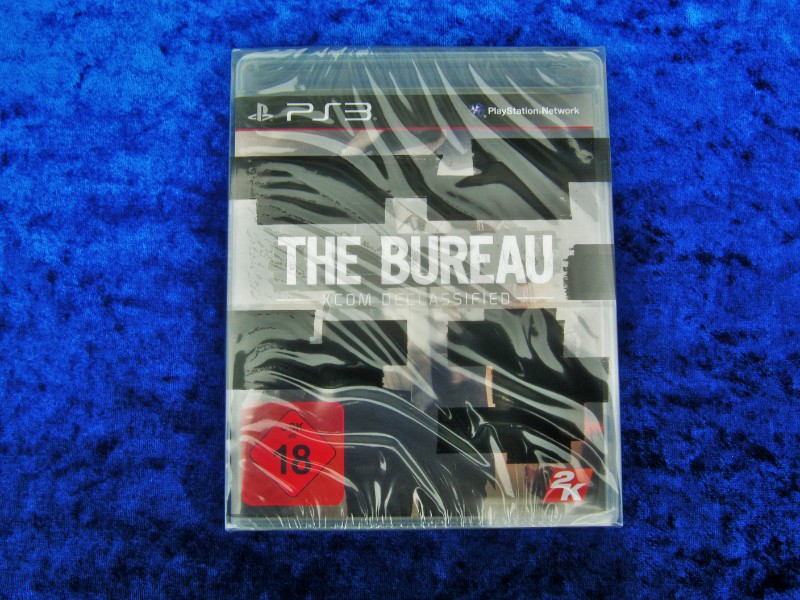 PS3
PlayStation Network
THE BUREAU
XCOM DECLASSIFIED
18
2K